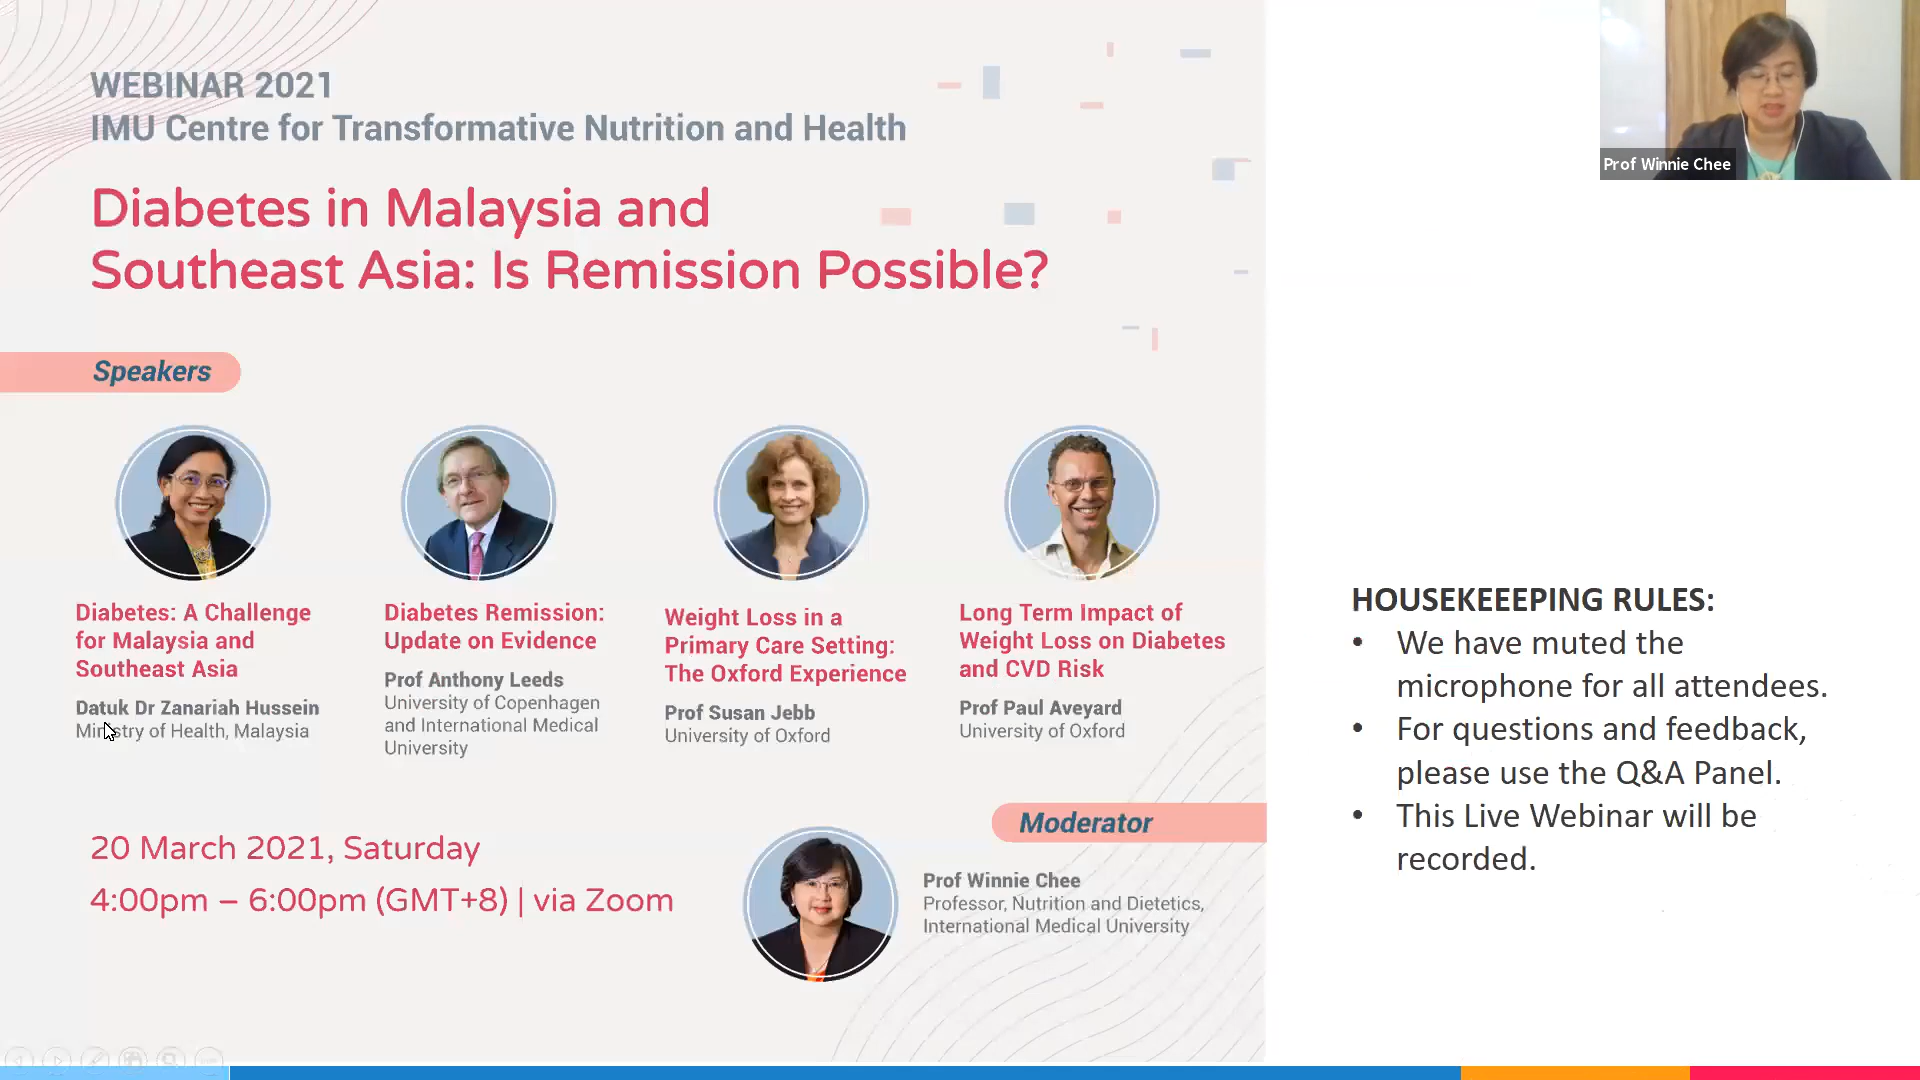 WEBINAR 2021
IMU Centre for Transformative Nutrition and Health
Diabetes in Malaysia and
Southeast Asia: Is Remission Possible?
Speakers
Diabetes: A Challenge
for Malaysia and
Southeast Asia
Datuk Dr Zanariah Hussein
Ministry of Health, Malaysia
Diabetes Remission:
Update on Evidence
Prof Anthony Leeds
University of Copenhagen
and International Medical
University
Weight Loss in a
Primary Care Setting:
The Oxford Experience
Prof Susan Jebb
University of Oxford
Long Term Impact of
Weight Loss on Diabetes
and CVD Risk
Prof Paul Aveyard
University of Oxford
20 March 2021, Saturday
4:00pm – 6:00pm (GMT+8) | via Zoom
Moderator
Prof Winnie Chee
Professor, Nutrition and Dietetics,
International Medical University
Prof Winnie Chee
HOUSEKEEEPING RULES:
• We have muted the
microphone for all attendees.
• For questions and feedback,
please use the Q&A Panel.
• This Live Webinar will be
recorded.